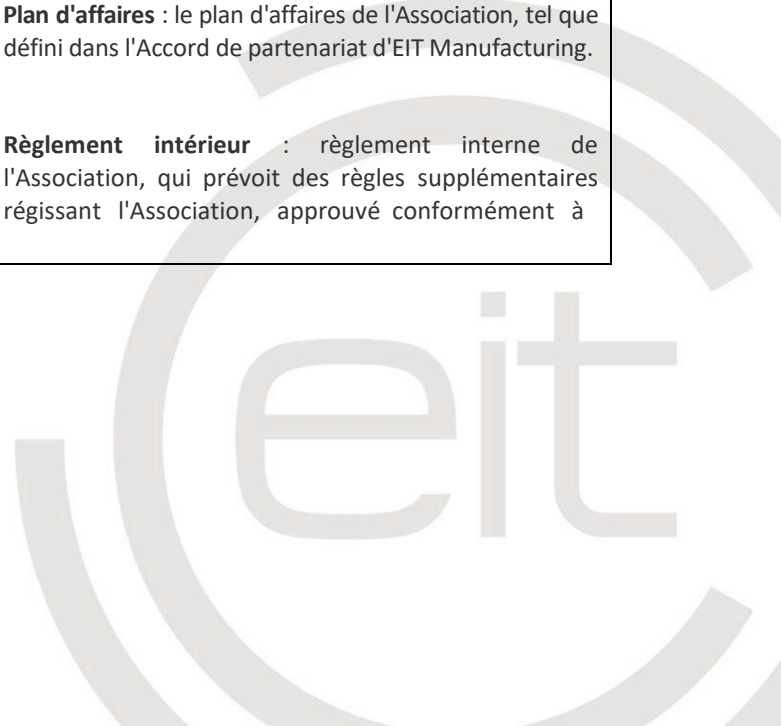 Plan d'affaires : le plan d'affaires de l'Association, tel que
défini dans l'Accord de partenariat d'EIT Manufacturing.
Règlement intérieur : règlement interne de
l'Association, qui prévoit des règles supplémentaires
régissant l'Association, approuvé conformément à
eit